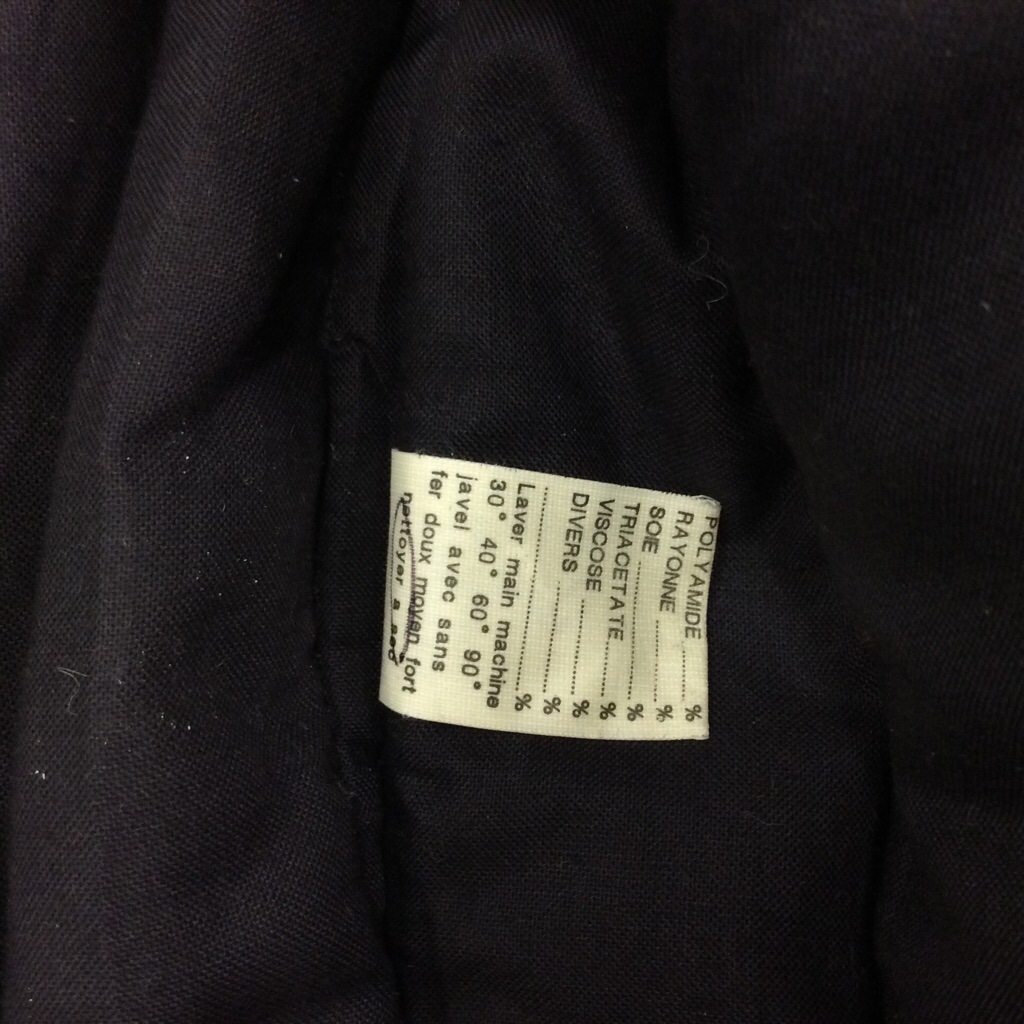 POLYAMIDE ........ %
RAYONNE ........ %
SOIE ........ %
TRIACETATE ........ %
VISCOSE ........ %
DIVERS ........ %
........ %
Laver main machine
30° 40° 60° 90°
javel avec sans
fer doux moyen fort
nettoyer a sec